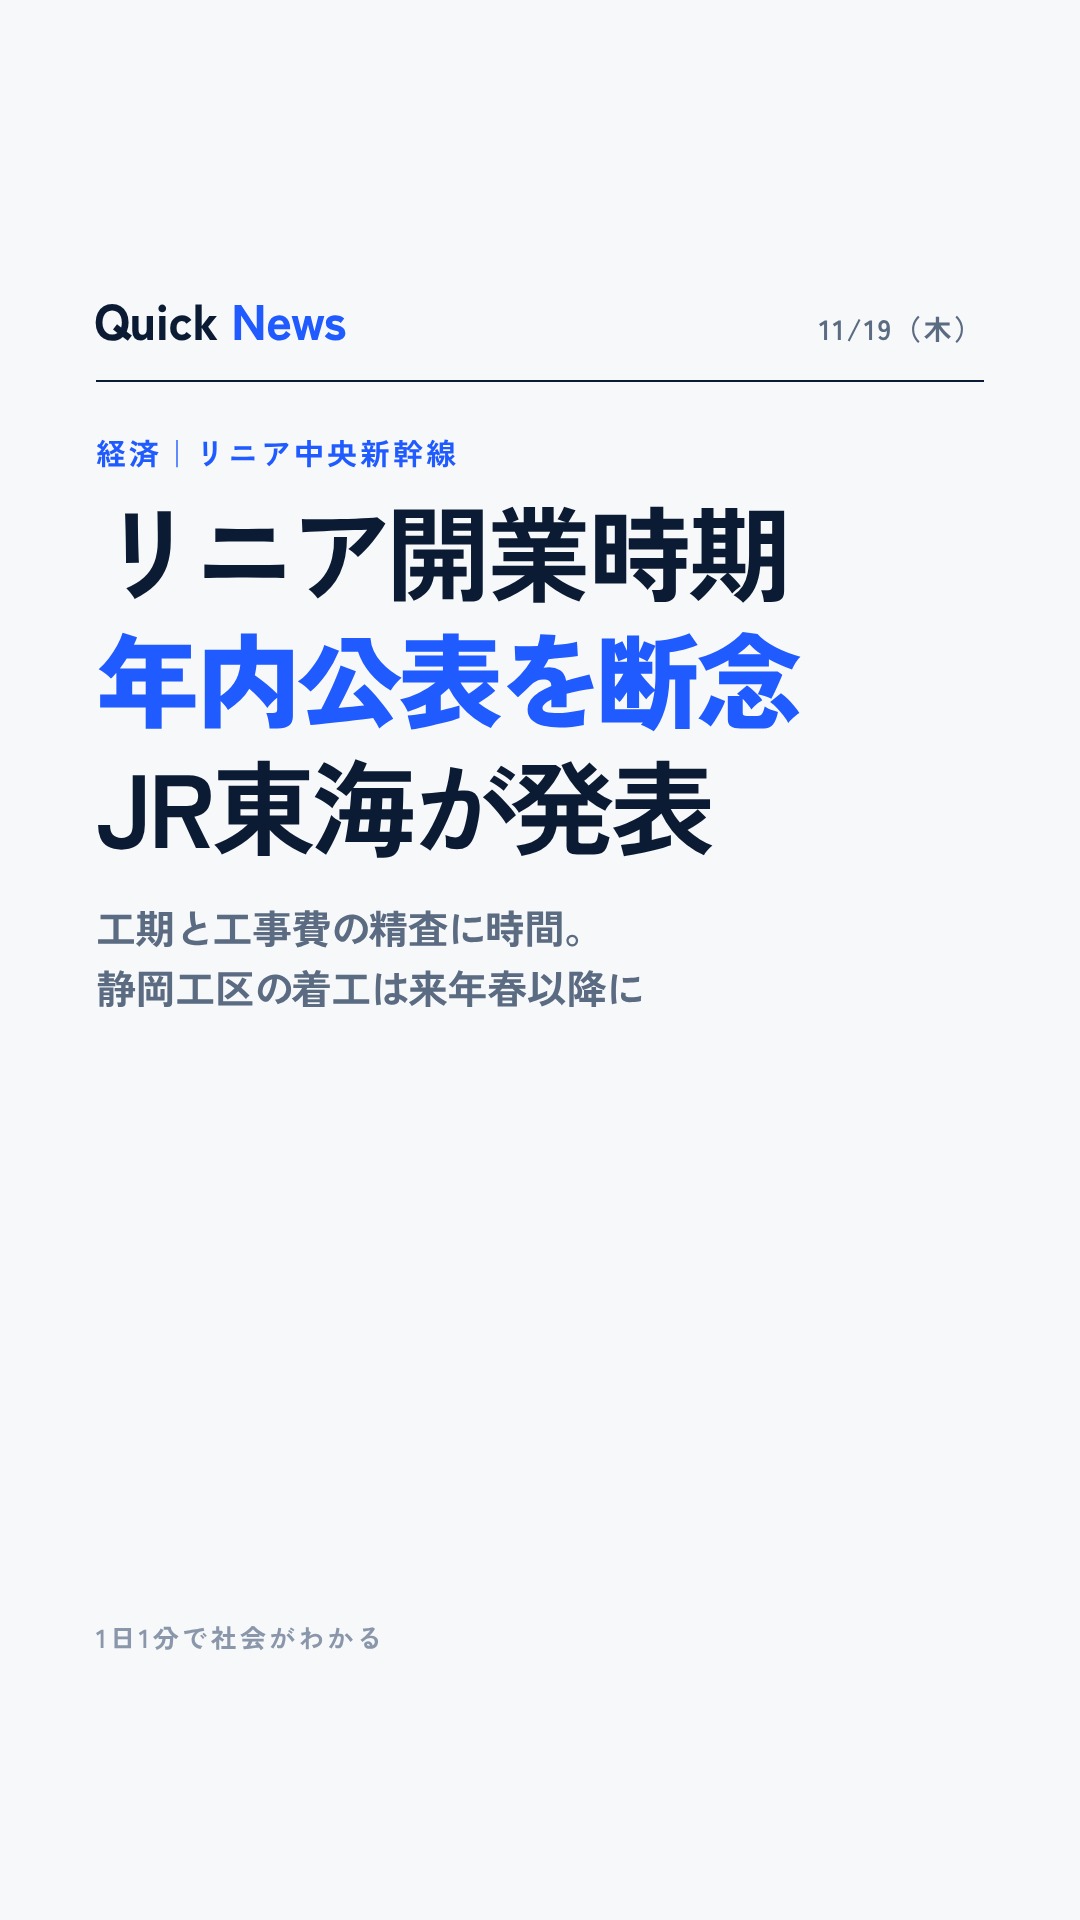 Quick News
11/19（木）
経済｜リニア中央新幹線
リニア開業時期
年内公表を断念
JR東海が発表
工期と工事費の精査に時間。
静岡工区の着工は来年春以降に
1日1分で社会がわかる